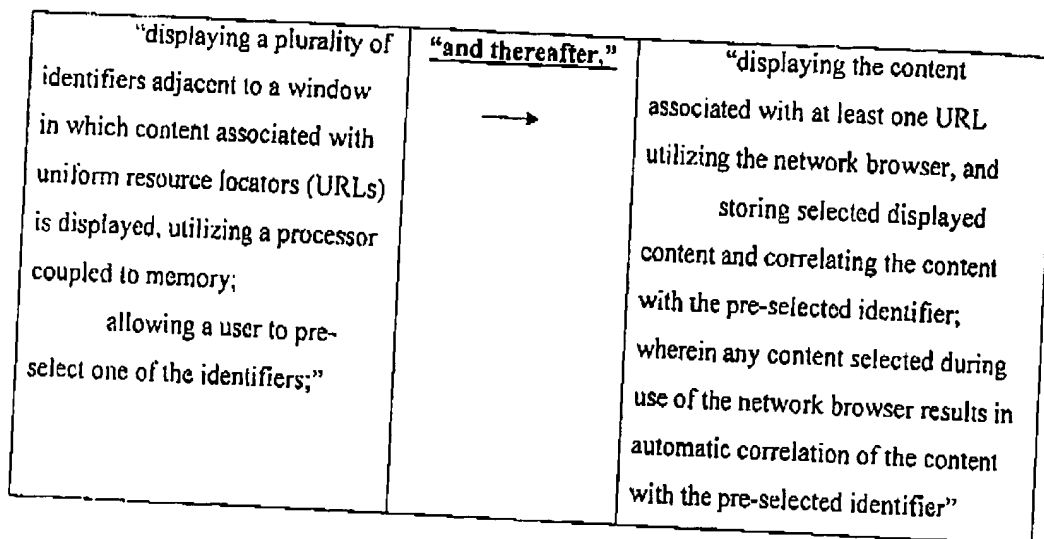 “displaying a plurality of
identifiers adjacent to a window
in which content associated with
uniform resource locators (URLs)
is displayed, utilizing a processor
coupled to memory;
allowing a user to pre-
select one of the identifiers;”
“and thereafter,”
“displaying the content
associated with at least one URL
utilizing the network browser, and
storing selected displayed
content and correlating the content
with the pre-selected identifier;
wherein any content selected during
use of the network browser results in
automatic correlation of the content
with the pre-selected identifier”